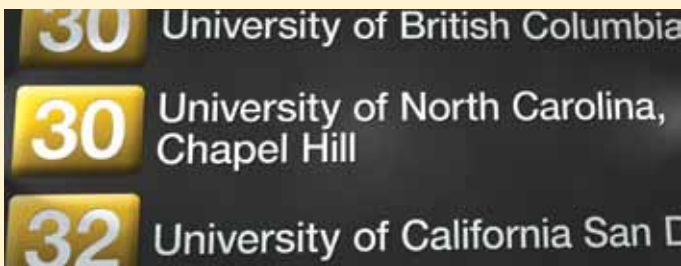 30 University of British Columbia
30 University of North Carolina,
Chapel Hill
32 University of California San D